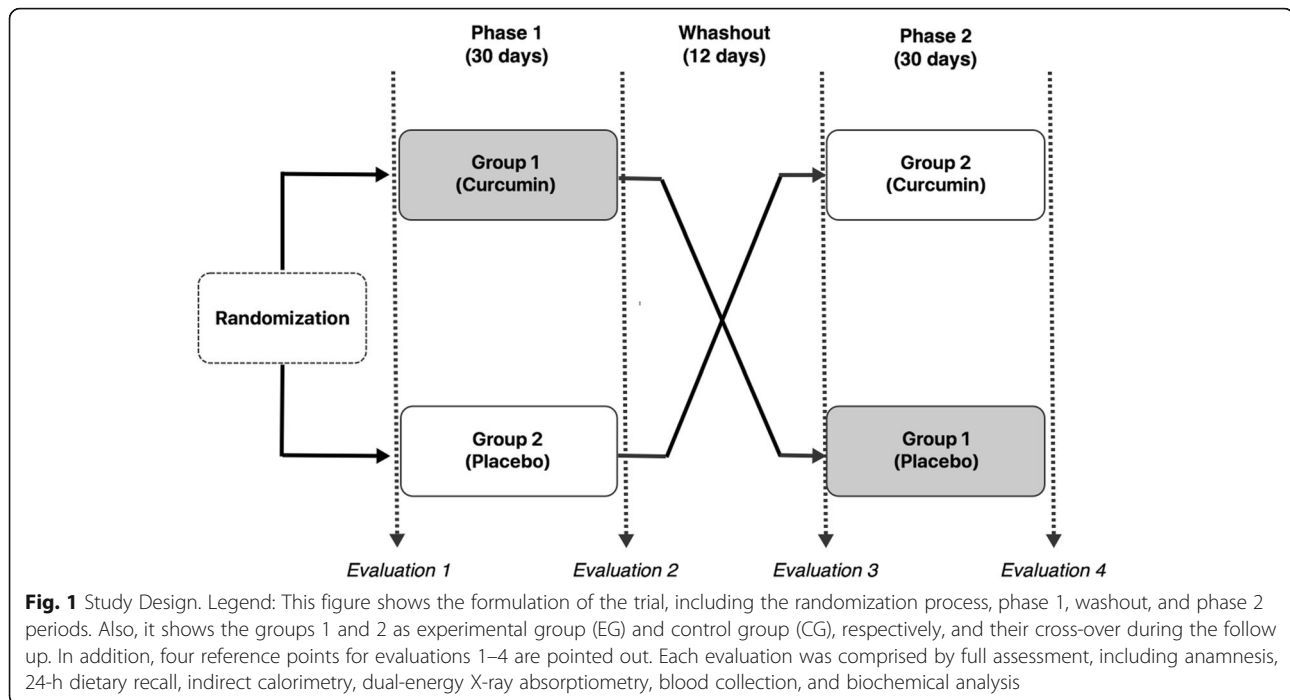 Phase 1
(30 days)
Whashout
(12 days)
Phase 2
(30 days)
Group 1
(Curcumin)
Group 2
(Curcumin)
Randomization
Group 2
(Placebo)
Group 1
(Placebo)
Evaluation 1
Evaluation 2
Evaluation 3
Evaluation 4
Fig. 1 Study Design. Legend: This figure shows the formulation of the trial, including the randomization process, phase 1, washout, and phase 2
periods. Also, it shows the groups 1 and 2 as experimental group (EG) and control group (CG), respectively, and their cross-over during the follow
up. In addition, four reference points for evaluations 1–4 are pointed out. Each evaluation was comprised by full assessment, including anamnesis,
24-h dietary recall, indirect calorimetry, dual-energy X-ray absorptiometry, blood collection, and biochemical analysis